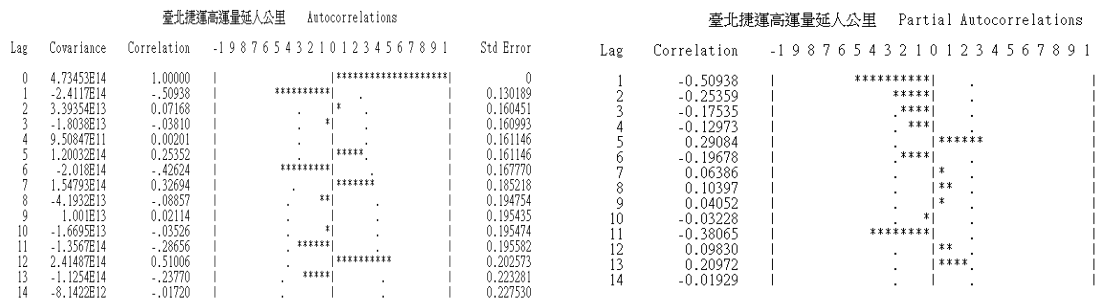 臺北捷運高運量延人公里 Autocorrelations
Lag Covariance Correlation -1 9 8 7 6 5 4 3 2 1 0 1 2 3 4 5 6 7 8 9 1 Std Error
0 4.73453E14 1.00000 | |********************| 0
1 -2.4117E14 -.50938 | **********| . | 0.130189
2 3.39354E13 0.07168 | . |* . | 0.160451
3 -1.8038E13 -.03810 | . *| . | 0.160993
4 9.50847E11 0.00201 | . | . | 0.161146
5 1.20032E14 0.25352 | . |*****. | 0.161146
6 -2.018E14 -.42624 | *********| . | 0.167770
7 1.54793E14 0.32694 | . |******* | 0.185218
8 -4.1932E13 -.08857 | . **| . | 0.194754
9 1.001E13 0.02114 | . | . | 0.195435
10 -1.6695E13 -.03526 | . *| . | 0.195474
11 -1.3567E14 -.28656 | . ******| . | 0.195582
12 2.41487E14 0.51006 | . |********** | 0.202573
13 -1.1254E14 -.23770 | . *****| . | 0.223281
14 -8.1422E12 -.01720 | . | . | 0.227530
臺北捷運高運量延人公里 Partial Autocorrelations
Lag Correlation -1 9 8 7 6 5 4 3 2 1 0 1 2 3 4 5 6 7 8 9 1
1 -0.50938 | **********| . |
2 -0.25359 | *****| . |
3 -0.17535 | . ****| . |
4 -0.12973 | . ***| . |
5 0.29084 | . |****** |
6 -0.19678 | . ****| . |
7 0.06386 | . |* . |
8 0.10397 | . |** . |
9 0.04052 | . |* . |
10 -0.03228 | . *| . |
11 -0.38065 | ********| . |
12 0.09830 | . |** . |
13 0.20972 | . |****. |
14 -0.01929 | . | . |